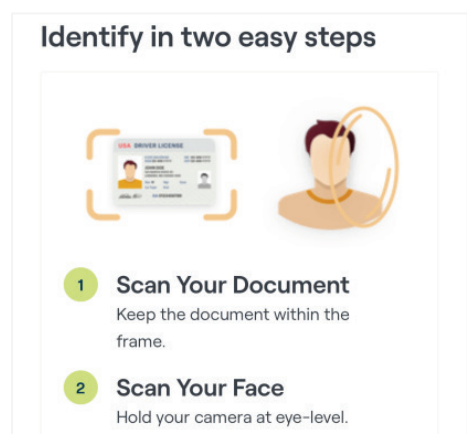 Identify in two easy steps
USA DRIVER LICENSE
1
Scan Your Document
Keep the document within the
frame.
2
Scan Your Face
Hold your camera at eye-level.